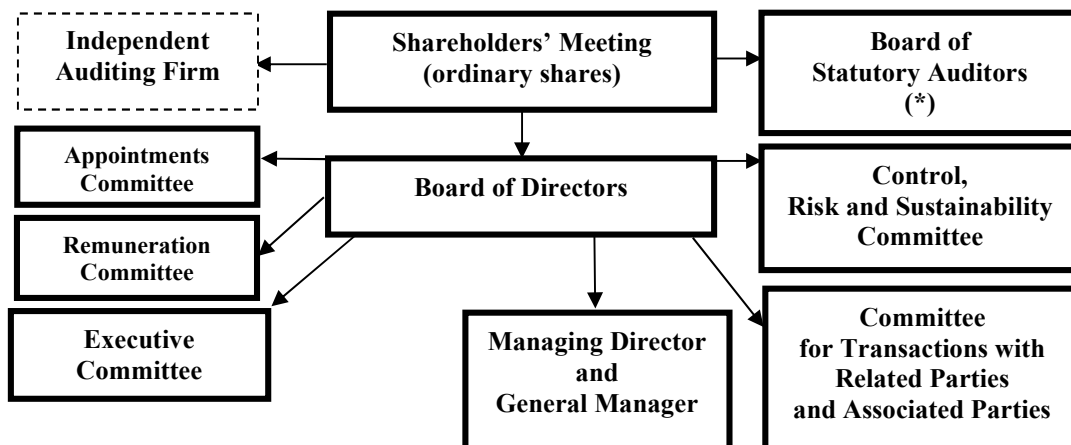 Independent
Auditing Firm
Shareholders’ Meeting
(ordinary shares)
Board of
Statutory Auditors
(*)
Appointments
Committee
Board of Directors
Control,
Risk and Sustainability
Committee
Remuneration
Committee
Executive
Committee
Managing Director
and
General Manager
Committee
for Transactions with
Related Parties
and Associated Parties